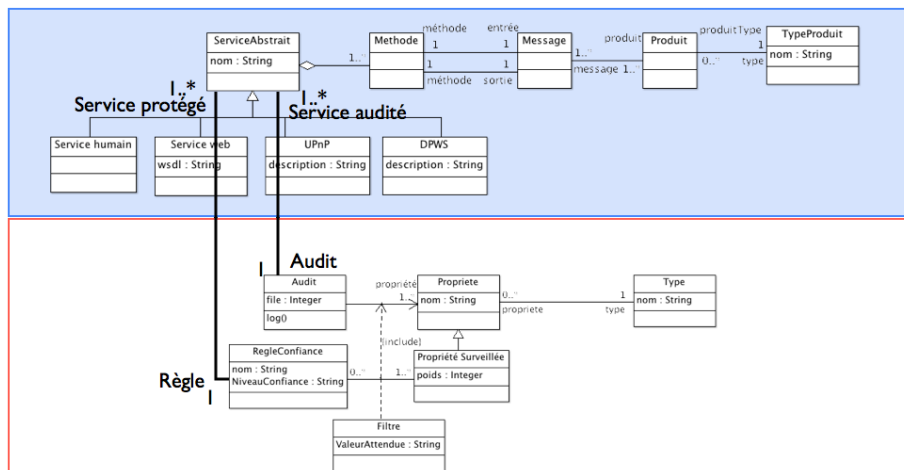 ServiceAbstrait
nom : String
1..*
Methode
méthode
entrée
1
1
1
1
méthode
sortie
Message
1..*
produit
message
1..*
Produit
produitType
1
0..*
type
TypeProduit
nom : String
1..*
1..*
Service protégé
Service audité
Service humain
Service web
wsdl : String
UPnP
description : String
DPWS
description : String
1
Audit
Audit
file : Integer
log()
propriété
1..*
Propriete
nom : String
0..*
1
propriete
type
Type
nom : String
{include}
RegleConfiance
nom : String
NiveauConfiance : String
0..*
1..*
Propriété Surveillée
poids : Integer
Règle
1
Filtre
ValeurAttendue : String